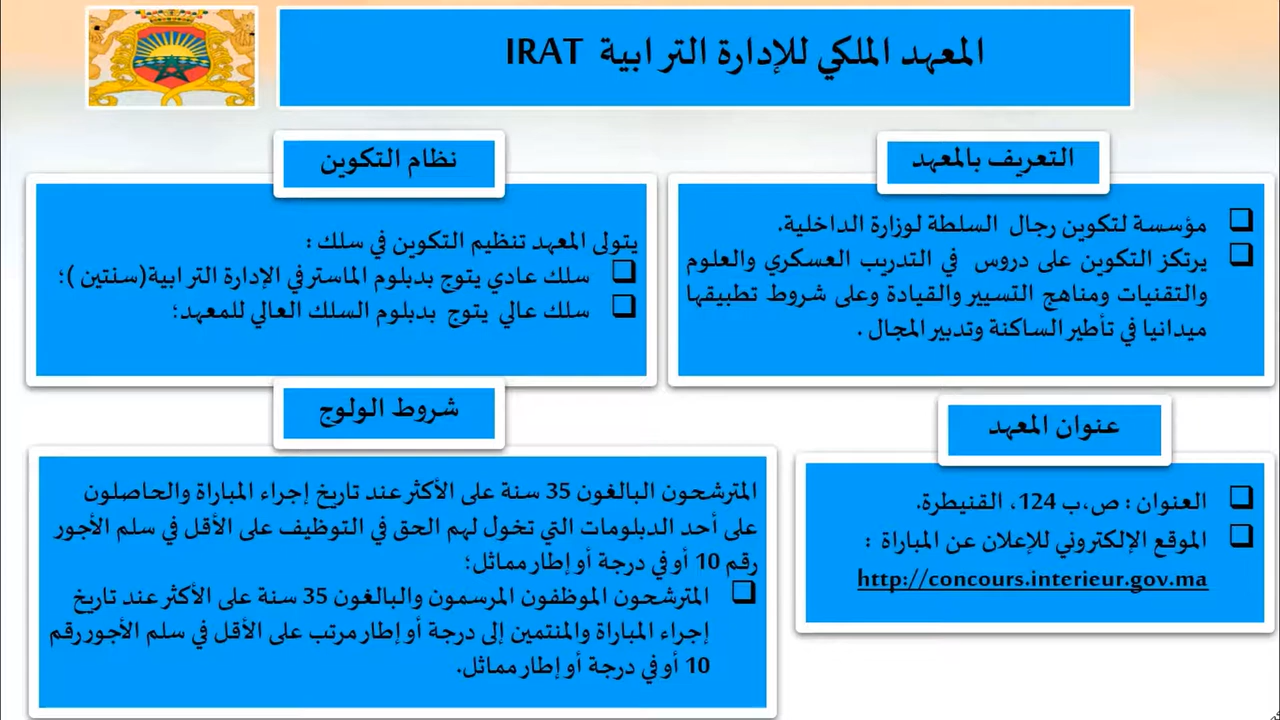 المعهد الملكي للإدارة الترابية IRAT
التعريف بالمعهد
مؤسسة لتكوين رجال السلطة لوزارة الداخلية.
يرتكز التكوين على دروس في التدريب العسكري والعلوم
والتقنيات ومناهج التسيير والقيادة وعلى شروط تطبيقها
ميدانيا في تأطير الساكنة وتدبير المجال .
نظام التكوين
يتولى المعهد تنظيم التكوين في سلك :
سلك عادي يتوج بدبلوم الماستر في الإدارة الترابية(سنتين )؛
سلك عالي يتوج بدبلوم السلك العالي للمعهد؛
عنوان المعهد
العنوان : ص،ب 124، القنيطرة.
الموقع الإلكتروني للإعلان عن المباراة :
http://concours.interieur.gov.ma
شروط الولوج
المترشحون البالغون 35 سنة على الأكثر عند تاريخ إجراء المباراة والحاصلون
على أحد الدبلومات التي تخول لهم الحق في التوظيف على الأقل في سلم الأجور
رقم 10 أو في درجة أو إطار مماثل؛
المترشحون الموظفون المرسمون والبالغون 35 سنة على الأكثر عند تاريخ
إجراء المباراة والمنتمين إلى درجة أو إطار مرتب على الأقل في سلم الأجور رقم
10 أو في درجة أو إطار مماثل.